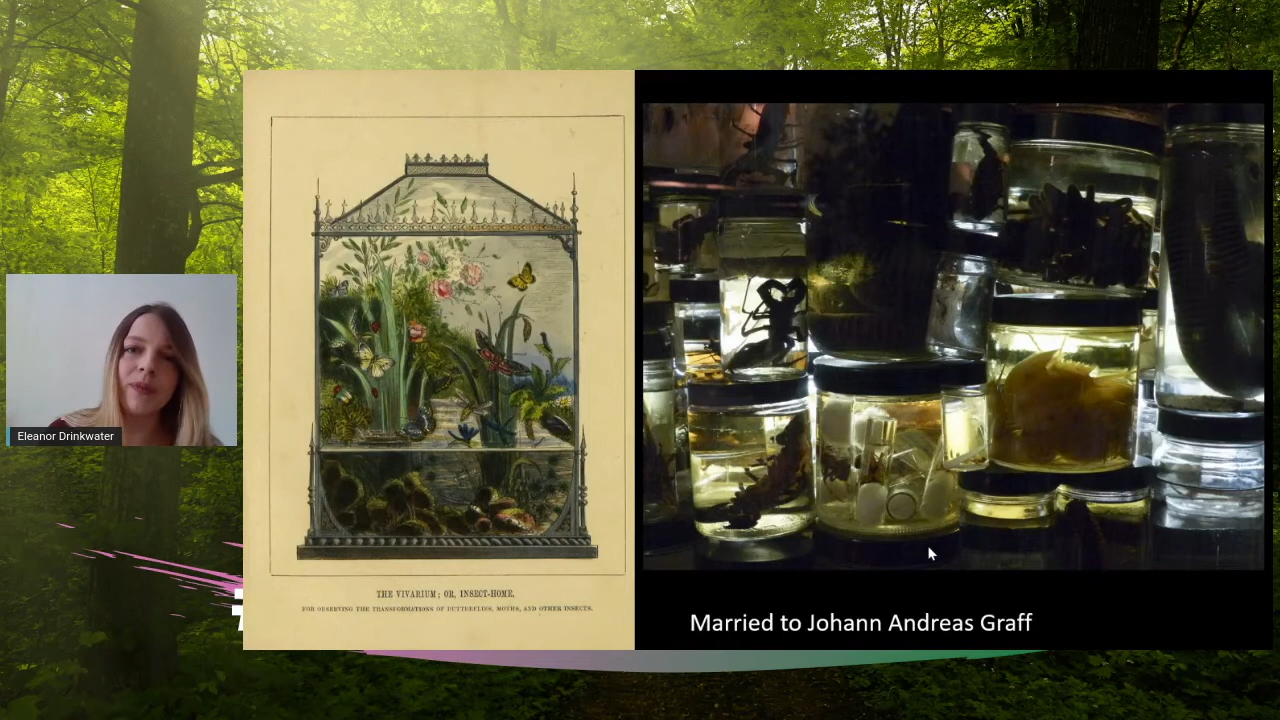 Eleanor Drinkwater
THE VIVARIUM; OR, INSECT-HOME,
FOR OBSERVING THE TRANSFORMATIONS OF BUTTERFLIES, MOTHS, AND OTHER INSECTS.
Married to Johann Andreas Graff